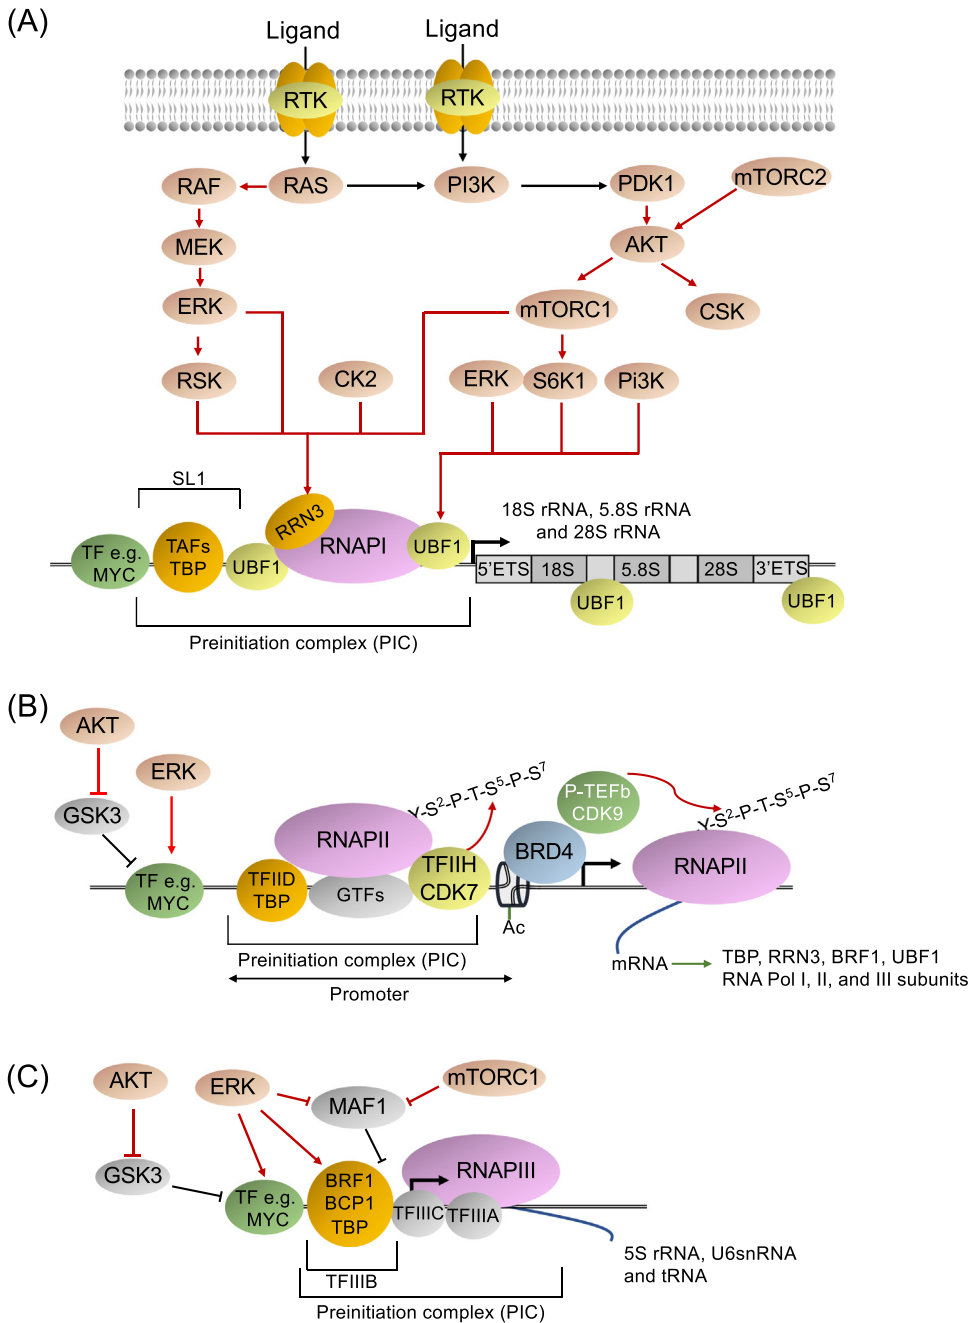 (A)
Ligand
Ligand
RTK
RTK
RAF
RAS
PI3K
PDK1
mTORC2
MEK
AKT
ERK
mTORC1
CSK
RSK
CK2
ERK
S6K1
Pi3K
SL1
18S rRNA, 5.8S rRNA
and 28S rRNA
TF e.g.
MYC
TAFs
TBP
UBF1
RRN3
RNAPI
UBF1
5'ETS
18S
5.8S
28S
3'ETS
UBF1
UBF1
Preinitiation complex (PIC)
(B)
AKT
ERK
GSK3
TF e.g.
MYC
TFIID
TBP
RNAPII
GTFs
Y-S2-P-T-S5-P-S7
TFIIH
CDK7
BRD4
Ac
P-TEFb
CDK9
Y-S2-P-T-S5-P-S7
RNAPII
Preinitiation complex (PIC)
Promoter
mRNA
TBP, RRN3, BRF1, UBF1
RNA Pol I, II, and III subunits
(C)
AKT
ERK
MAF1
mTORC1
GSK3
TF e.g.
MYC
BRF1
BCP1
TBP
RNAPIII
TFIIIC
TFIIIA
TFIIIB
5S rRNA, U6snRNA
and tRNA
Preinitiation complex (PIC)